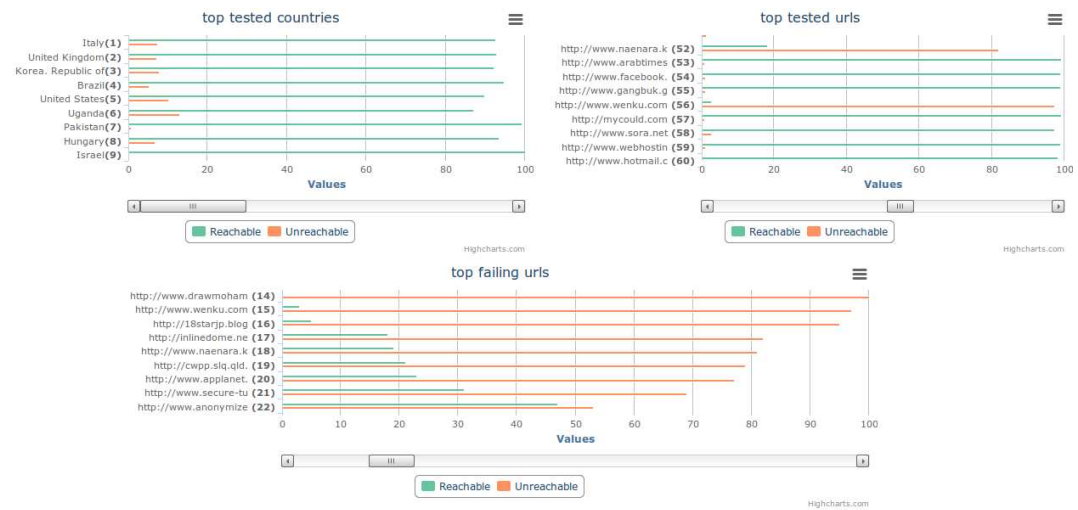 top tested countries
Italy(1)
United Kingdom(2)
Korea. Republic of(3)
Brazil(4)
United States(5)
Uganda(6)
Pakistan(7)
Hungary(8)
Israel(9)
0 20 40 60 80 100
Values
Reachable Unreachable
Highcharts.com
top tested urls
http://www.naenara.k (52)
http://www.arabtimes (53)
http://www.facebook. (54)
http://www.gangbuk.g (55)
http://www.wenku.com (56)
http://mycould.com (57)
http://www.sora.net (58)
http://www.webhostin (59)
http://www.hotmail.c (60)
0 20 40 60 80 100
Values
Reachable Unreachable
Highcharts.com
top failing urls
http://www.drawmoham (14)
http://www.wenku.com (15)
http://18starjp.blog (16)
http://inlinedome.ne (17)
http://www.naenara.k (18)
http://cwpp.slq.qld. (19)
http://www.applanet. (20)
http://www.secure-tu (21)
http://www.anonymize (22)
0 10 20 30 40 50 60 70 80 90 100
Values
Reachable Unreachable
Highcharts.com